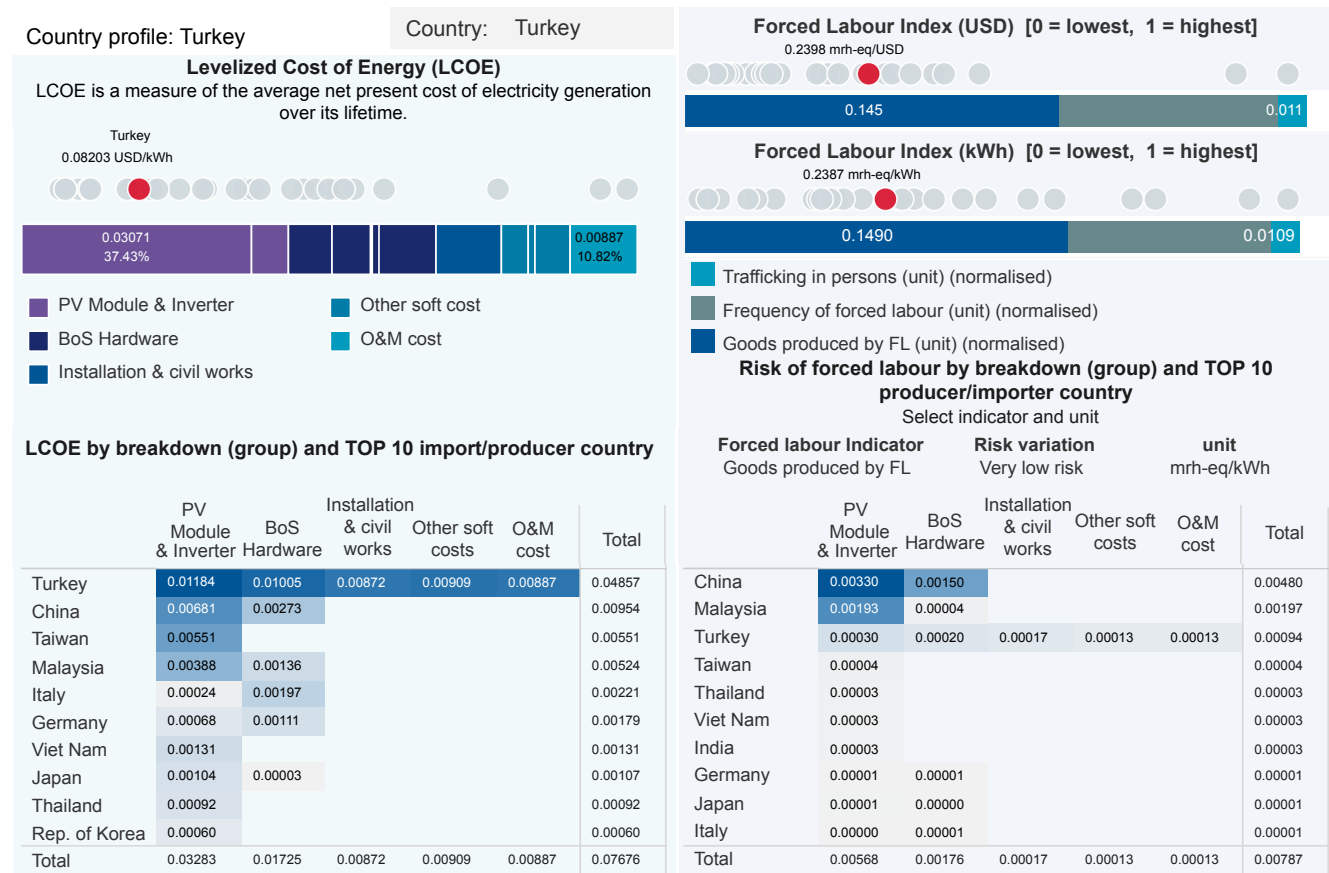 Country profile: Turkey
Country: Turkey
Levelized Cost of Energy (LCOE)
LCOE is a measure of the average net present cost of electricity generation
over its lifetime.
Turkey
0.08203 USD/kWh
0.03071
37.43%
0.00887
10.82%
PV Module & Inverter
Other soft cost
BoS Hardware
O&M cost
Installation & civil works
LCOE by breakdown (group) and TOP 10 import/producer country
PV
Module
& Inverter
BoS
Hardware
Installation
& civil
works
Other soft
costs
O&M
cost
Total
Turkey 0.01184 0.01005 0.00872 0.00909 0.00887 0.04857
China 0.00681 0.00273 0.00954
Taiwan 0.00551 0.00551
Malaysia 0.00388 0.00136 0.00524
Italy 0.00024 0.00197 0.00221
Germany 0.00068 0.00111 0.00179
Viet Nam 0.00131 0.00131
Japan 0.00104 0.00003 0.00107
Thailand 0.00092 0.00092
Rep. of Korea 0.00060 0.00060
Total 0.03283 0.01725 0.00872 0.00909 0.00887 0.07676
Forced Labour Index (USD) [0 = lowest, 1 = highest]
0.2398 mrh-eq/USD
0.145 0.011
Forced Labour Index (kWh) [0 = lowest, 1 = highest]
0.2387 mrh-eq/kWh
0.1490 0.0109
Trafficking in persons (unit) (normalised)
Frequency of forced labour (unit) (normalised)
Goods produced by FL (unit) (normalised)
Risk of forced labour by breakdown (group) and TOP 10
producer/importer country
Select indicator and unit
Forced labour Indicator Risk variation unit
Goods produced by FL Very low risk mrh-eq/kWh
PV
Module
& Inverter
BoS
Hardware
Installation
& civil
works
Other soft
costs
O&M
cost
Total
China 0.00330 0.00150 0.00480
Malaysia 0.00193 0.00004 0.00197
Turkey 0.00030 0.00020 0.00017 0.00013 0.00013 0.00094
Taiwan 0.00004 0.00004
Thailand 0.00003 0.00003
Viet Nam 0.00003 0.00003
India 0.00003 0.00003
Germany 0.00001 0.00001 0.00001
Japan 0.00001 0.00000 0.00001
Italy 0.00000 0.00001 0.00001
Total 0.00568 0.00176 0.00017 0.00013 0.00013 0.00787